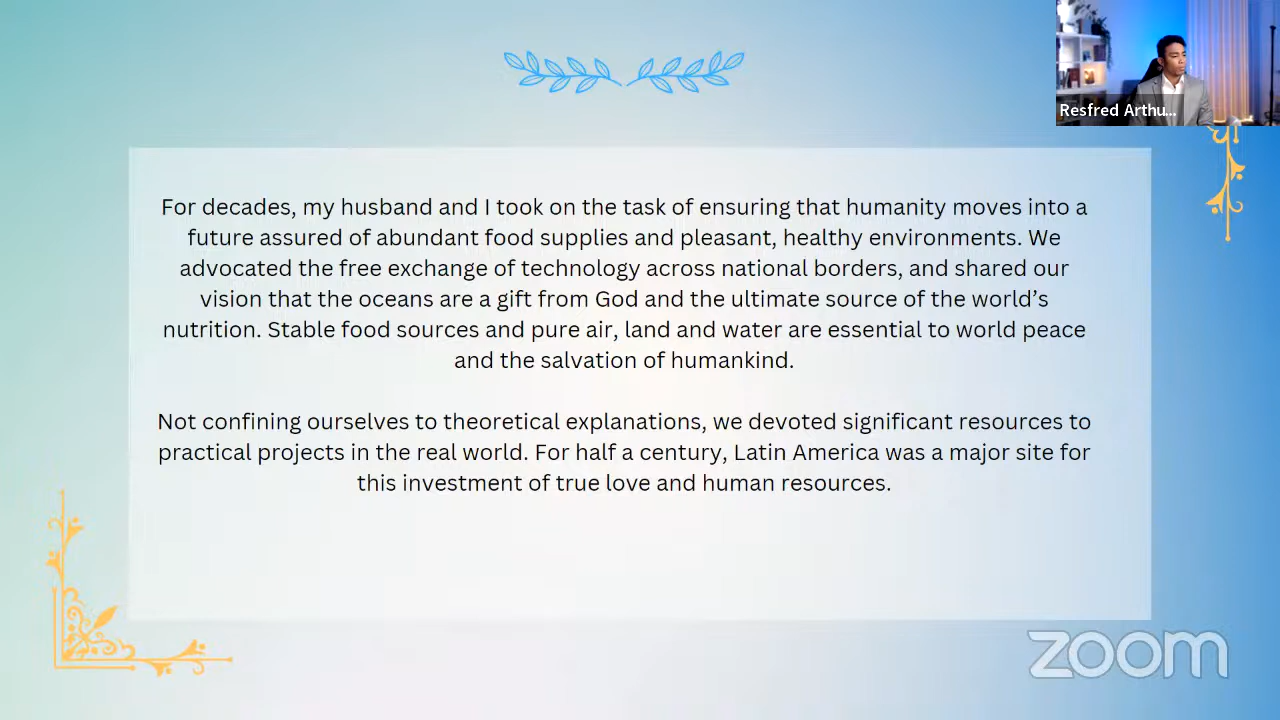 Resfred Arthu...
For decades, my husband and I took on the task of ensuring that humanity moves into a
future assured of abundant food supplies and pleasant, healthy environments. We
advocated the free exchange of technology across national borders, and shared our
vision that the oceans are a gift from God and the ultimate source of the world’s
nutrition. Stable food sources and pure air, land and water are essential to world peace
and the salvation of humankind.
Not confining ourselves to theoretical explanations, we devoted significant resources to
practical projects in the real world. For half a century, Latin America was a major site for
this investment of true love and human resources.
zoom